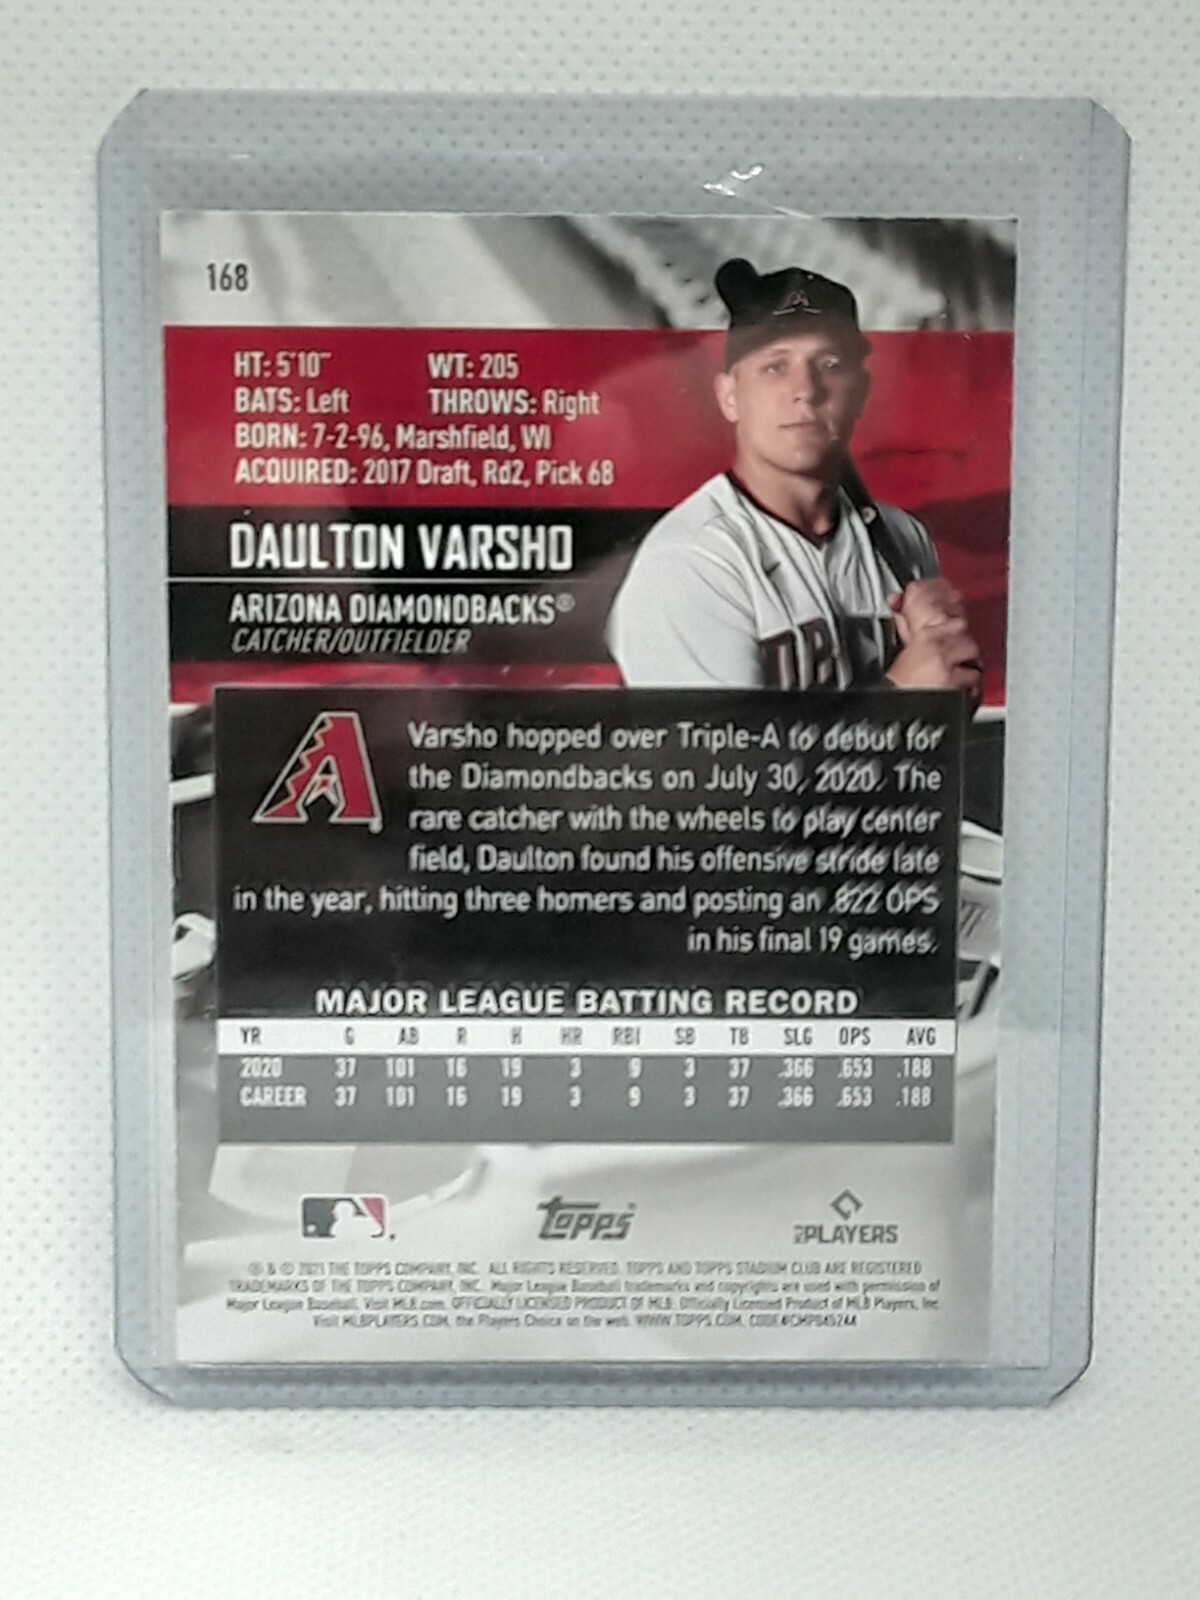 168
HT: 5'10" WT: 205
BATS: Left THROWS: Right
BORN: 7-2-96, Marshfield, WI
ACQUIRED: 2017 Draft, Rd2, Pick 68
DAULTON VARSHO
ARIZONA DIAMONDBACKS®
CATCHER/OUTFIELDER
Varsho hopped over Triple-A to debut for
the Diamondbacks on July 30, 2020. The
rare catcher with the wheels to play center
field, Daulton found his offensive stride late
in the year, hitting three homers and posting an .822 OPS
in his final 19 games.
MAJOR LEAGUE BATTING RECORD
YR G AB R H HR RBI SB TB SLG OPS AVG
2020 37 101 16 19 3 9 3 37 .366 .653 .188
CAREER 37 101 16 19 3 9 3 37 .366 .653 .188
topps PLAYERS
® & © 2021 THE TOPPS COMPANY, INC. ALL RIGHTS RESERVED. TOPPS AND TOPPS STADIUM CLUB ARE REGISTERED
TRADEMARKS OF THE TOPPS COMPANY, INC. Major League Baseball trademarks and copyrights are used with permission of
Major League Baseball. Visit MLB.com. OFFICIALLY LICENSED PRODUCT OF MLB. Officially Licensed Product of MLB Players, Inc.
Visit MLBPLAYERS.COM, the Players Choice on the web. WWW.TOPPS.COM. CODE#CMP045244